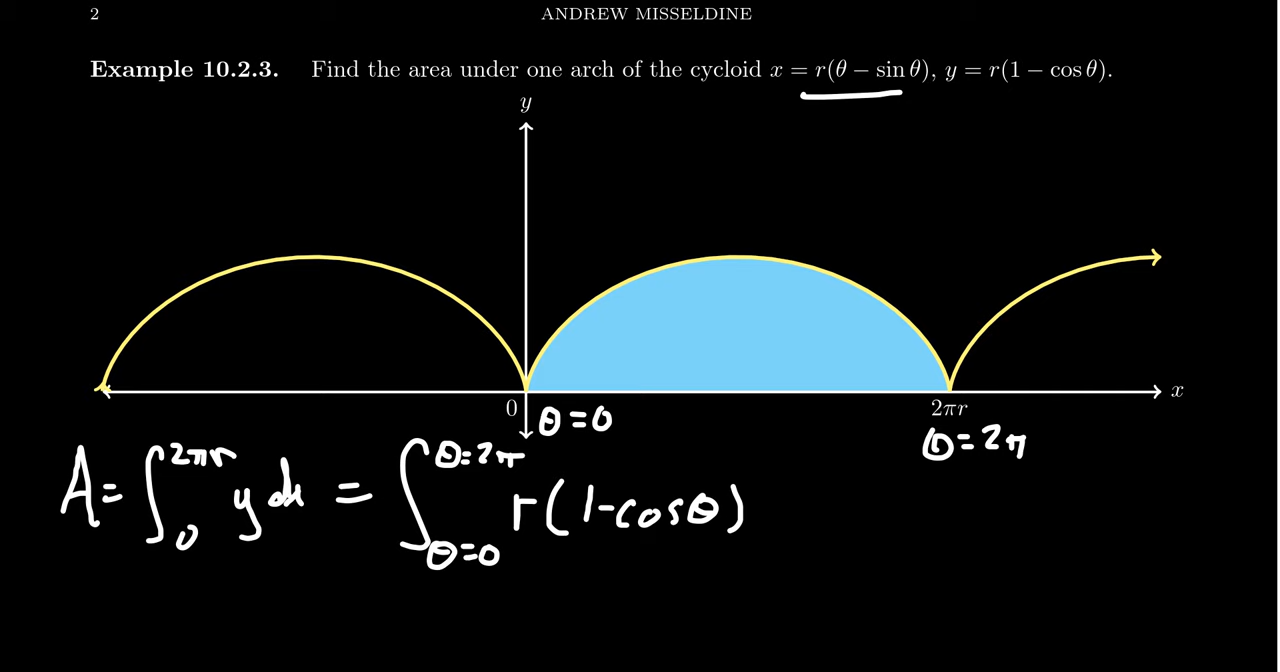 2 ANDREW MISSELDINE
Example 10.2.3. Find the area under one arch of the cycloid x = r(θ − sin θ), y = r(1 − cos θ).
y
x
0 2πr
θ=0 θ=2π
A = ∫₀^{2πr} y dx = ∫_{θ=0}^{θ=2π} r(1-cosθ)